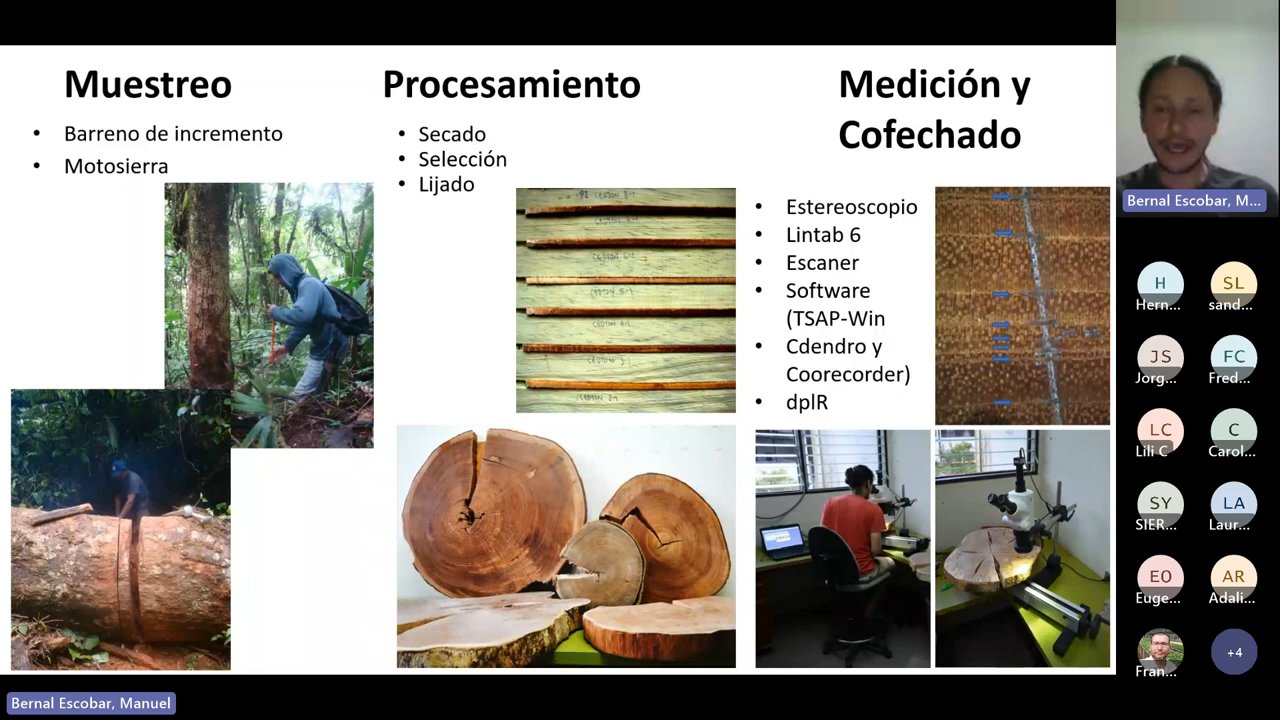 Muestreo
• Barreno de incremento
• Motosierra
Procesamiento
• Secado
• Selección
• Lijado
Medición y
Cofechado
• Estereoscopio
• Lintab 6
• Escaner
• Software
(TSAP-Win
• Cdendro y
Coorecorder)
• dplR
Bernal Escobar, M...
H
Hern...
SL
sand...
JS
Jorg...
FC
Fred...
LC
Lili C
C
Carol...
SY
SIER...
LA
Laur...
EO
Euge...
AR
Adali...
Fran...
+4
Bernal Escobar, Manuel